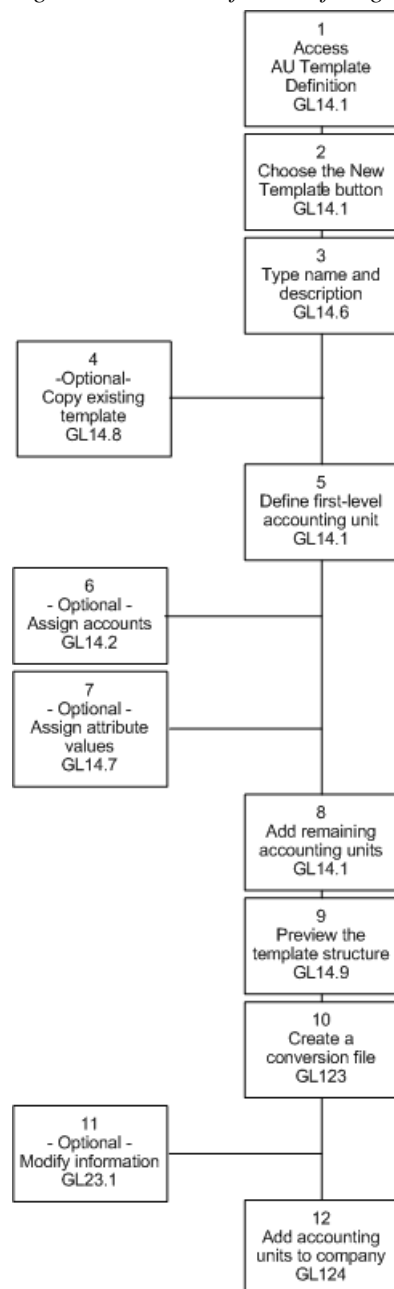 1
Access
AU Template
Definition
GL14.1
2
Choose the New
Template button
GL14.1
3
Type name and
description
GL14.6
4
-Optional-
Copy existing
template
GL14.8
5
Define first-level
accounting unit
GL14.1
6
- Optional -
Assign accounts
GL14.2
7
- Optional -
Assign attribute
values
GL14.7
8
Add remaining
accounting units
GL14.1
9
Preview the
template structure
GL14.9
10
Create a
conversion file
GL123
11
- Optional -
Modify information
GL23.1
12
Add accounting
units to company
GL124